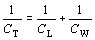 1/C_T = 1/C_L + 1/C_W